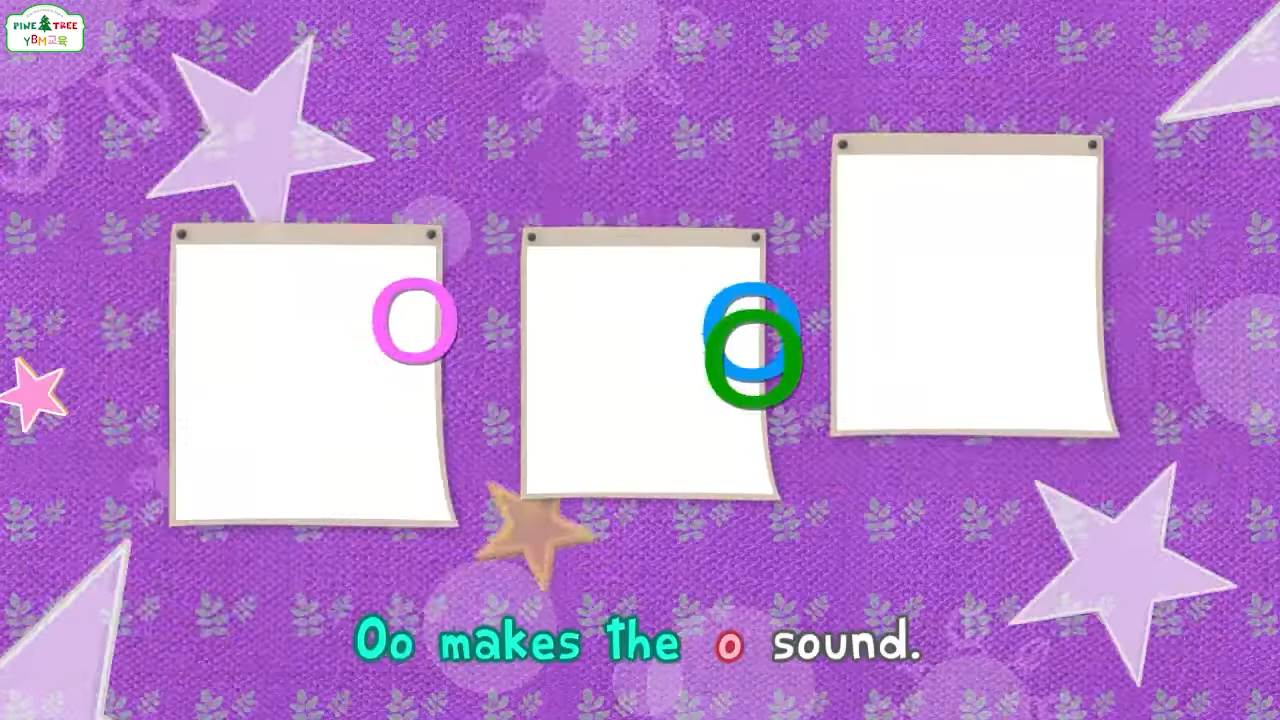 PINE TREE
YBM교육
o
O
O
Oo makes the o sound.